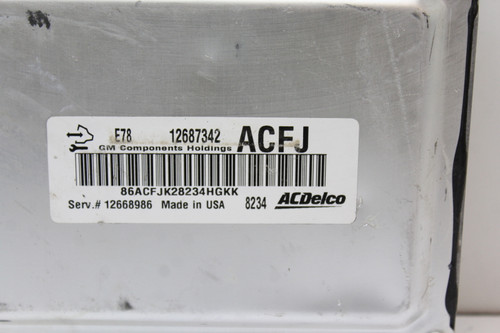 E78 12687342 ACFJ
GM Components Holdings
86ACFJK28234HGKK
Serv.# 12668986 Made in USA 8234 ACDelco